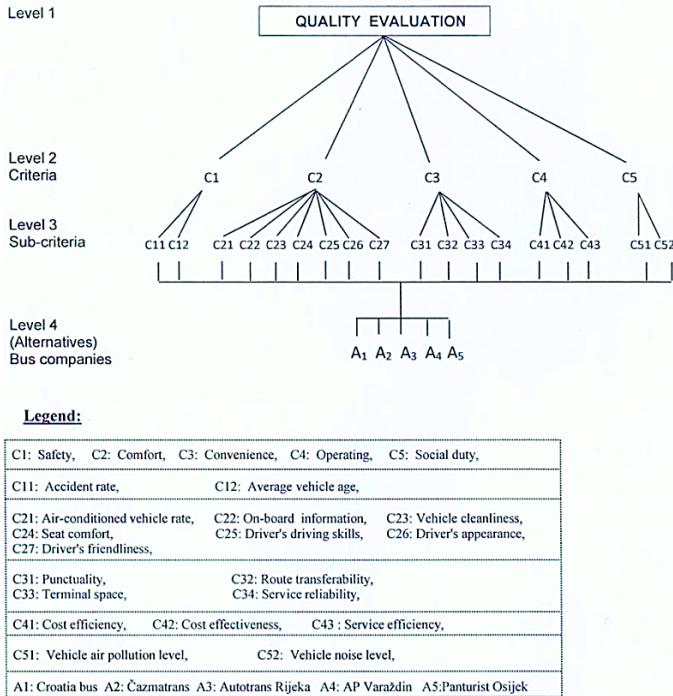 Level 1
QUALITY EVALUATION
Level 2
Criteria
C1 C2 C3 C4 C5
Level 3
Sub-criteria
C11 C12 C21 C22 C23 C24 C25 C26 C27 C31 C32 C33 C34 C41 C42 C43 C51 C52
Level 4
(Alternatives)
Bus companies
A1 A2 A3 A4 A5
Legend:
C1: Safety, C2: Comfort, C3: Convenience, C4: Operating, C5: Social duty,
C11: Accident rate, C12: Average vehicle age,
C21: Air-conditioned vehicle rate, C22: On-board information, C23: Vehicle cleanliness,
C24: Seat comfort, C25: Driver's driving skills, C26: Driver's appearance,
C27: Driver's friendliness,
C31: Punctuality, C32: Route transferability,
C33: Terminal space, C34: Service reliability,
C41: Cost efficiency, C42: Cost effectiveness, C43 : Service efficiency,
C51: Vehicle air pollution level, C52: Vehicle noise level,
A1: Croatia bus A2: Čazmatrans A3: Autotrans Rijeka A4: AP Varaždin A5:Panturist Osijek